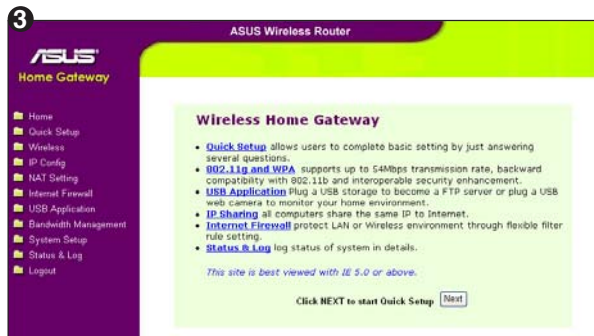 3
ASUS Wireless Router
ASUS
Home Gateway
Home
Quick Setup
Wireless
IP Config
NAT Setting
Internet Firewall
USB Application
Bandwidth Management
System Setup
Status & Log
Logout
Wireless Home Gateway
• Quick Setup allows users to complete basic setting by just answering
several questions.
• 802.11g and WPA supports up to 54Mbps transmission rate, backward
compatibility with 802.11b and interoperable security enhancement.
• USB Application Plug a USB storage to become a FTP server or plug a USB
web camera to monitor your home environment.
• IP Sharing all computers share the same IP to Internet.
• Internet Firewall protect LAN or Wireless environment through flexible filter
rule setting.
• Status & Log log status of system in details.
This site is best viewed with IE 5.0 or above.
Click NEXT to start Quick Setup Next